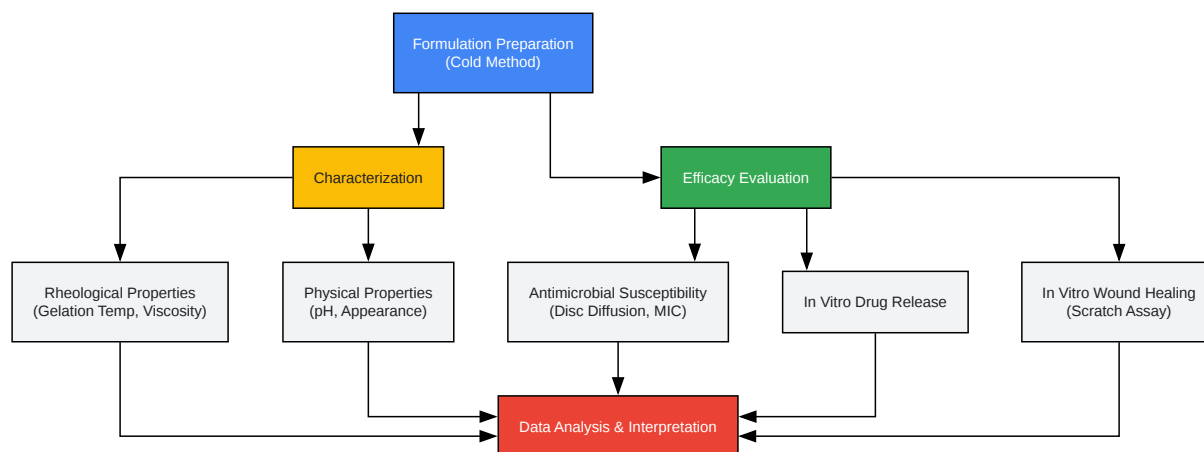 Formulation Preparation
(Cold Method)
Characterization
Efficacy Evaluation
Rheological Properties
(Gelation Temp, Viscosity)
Physical Properties
(pH, Appearance)
Antimicrobial Susceptibility
(Disc Diffusion, MIC)
In Vitro Drug Release
In Vitro Wound Healing
(Scratch Assay)
Data Analysis & Interpretation